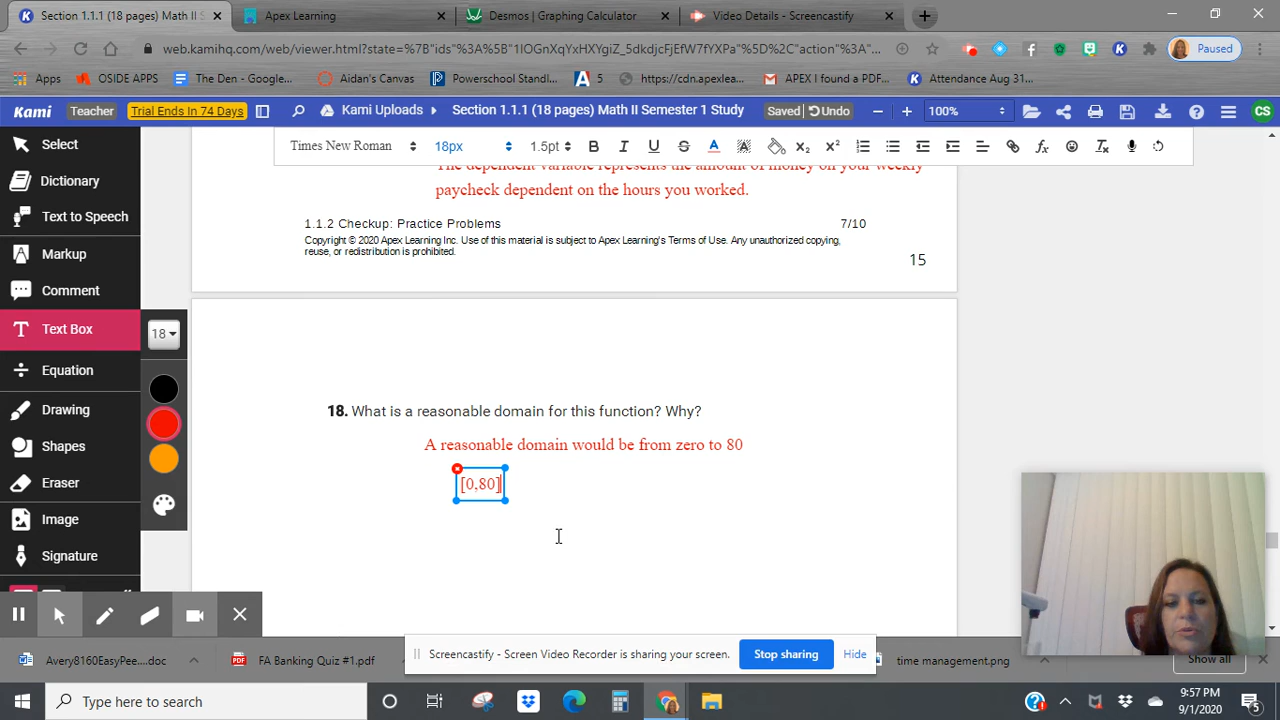 Section 1.1.1 (18 pages) Math II S
Apex Learning
Desmos | Graphing Calculator
Video Details - Screencastify
web.kamihq.com/web/viewer.html?state=%7B"ids"%3A%5B"1IOGnXqYxHXYgiZ_5dkdjcFjEfW7fYXPa"%5D%2C"action"%3A"...
Paused
Apps
OSIDE APPS
The Den - Google...
Aidan's Canvas
Powerschool Standl...
5
https://cdn.apexlea...
APEX I found a PDF...
Attendance Aug 31...
Kami
Teacher
Trial Ends In 74 Days
Kami Uploads
Section 1.1.1 (18 pages) Math II Semester 1 Study
Saved
Undo
100%
CS
Select
Dictionary
Text to Speech
Markup
Comment
Text Box
Equation
Drawing
Shapes
Eraser
Image
Signature
18
Times New Roman
18px
1.5pt
The dependent variable represents the amount of money on your weekly
paycheck dependent on the hours you worked.
1.1.2 Checkup: Practice Problems
7/10
Copyright © 2020 Apex Learning Inc. Use of this material is subject to Apex Learning's Terms of Use. Any unauthorized copying,
reuse, or redistribution is prohibited.
15
18. What is a reasonable domain for this function? Why?
A reasonable domain would be from zero to 80
[0,80]
Screencastify - Screen Video Recorder is sharing your screen.
Stop sharing
Hide
Avery8160EasyPee....doc
FA Banking Quiz #1.pdf
time management.png
Show all
Type here to search
9:57 PM
9/1/2020
5